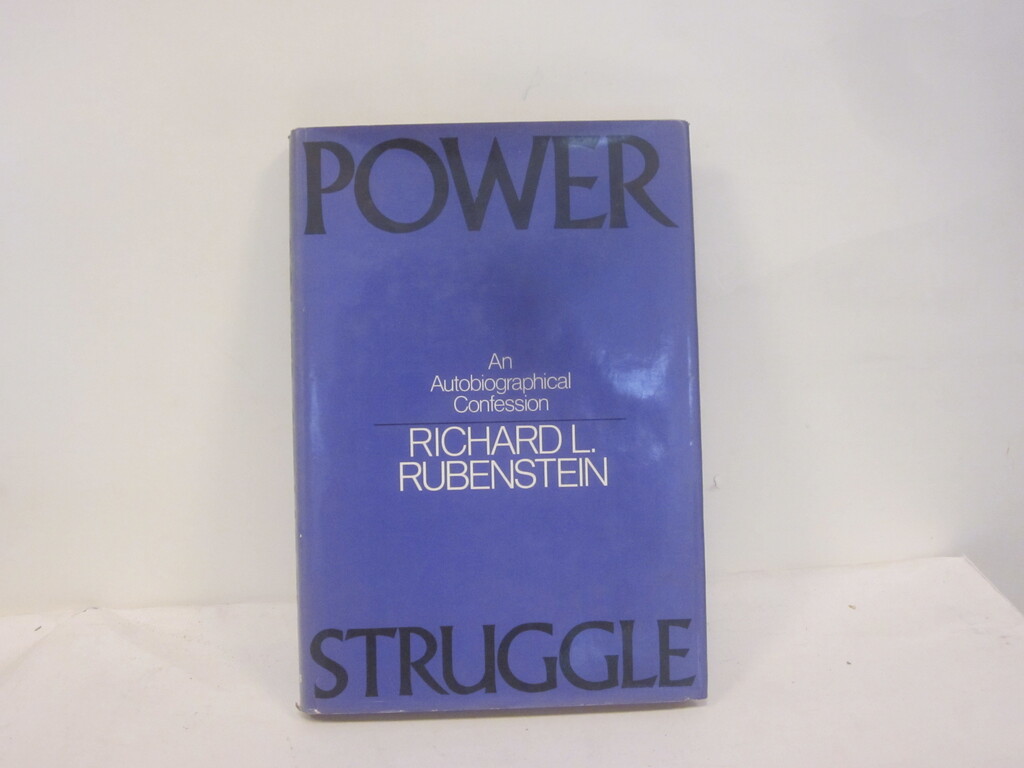 POWER
An
Autobiographical
Confession
RICHARD L.
RUBENSTEIN
STRUGGLE